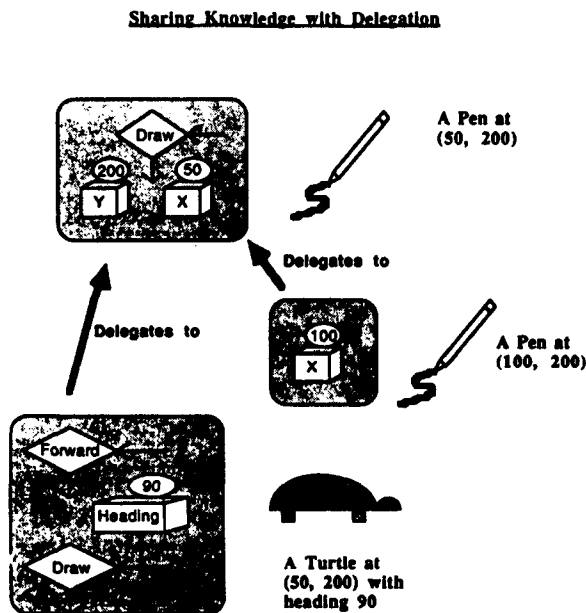 Sharing Knowledge with Delegation
Draw
200
50
Y
X
A Pen at
(50, 200)
Delegates to
Delegates to
100
X
A Pen at
(100, 200)
Forward
90
Heading
Draw
A Turtle at
(50, 200) with
heading 90